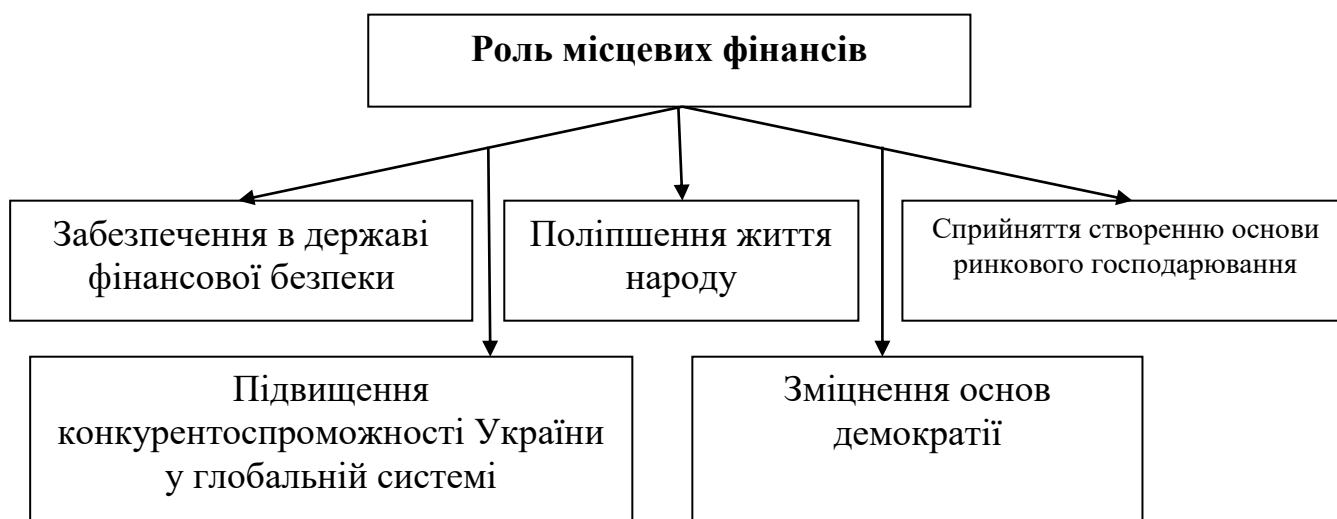 Роль місцевих фінансів
Забезпечення в державі
фінансової безпеки
Поліпшення життя
народу
Сприйняття створенню основи
ринкового господарювання
Підвищення
конкурентоспроможності України
у глобальній системі
Зміцнення основ
демократії